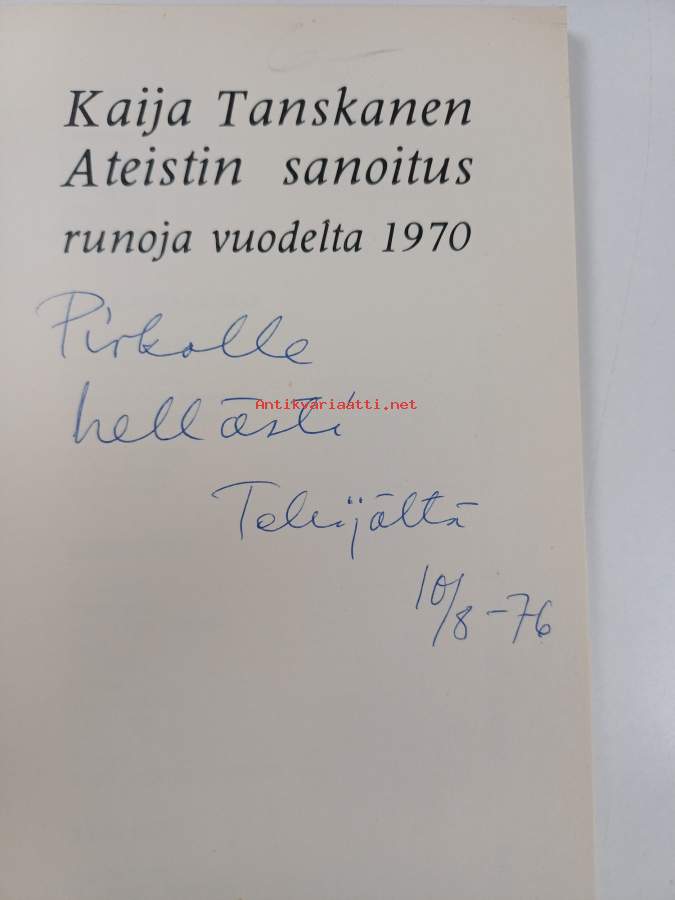 Kaija Tanskanen
Ateistin sanoitus
runoja vuodelta 1970
Pirkolle
hellästi
Antikvariaatti.net
Tekijältä
10/8-76